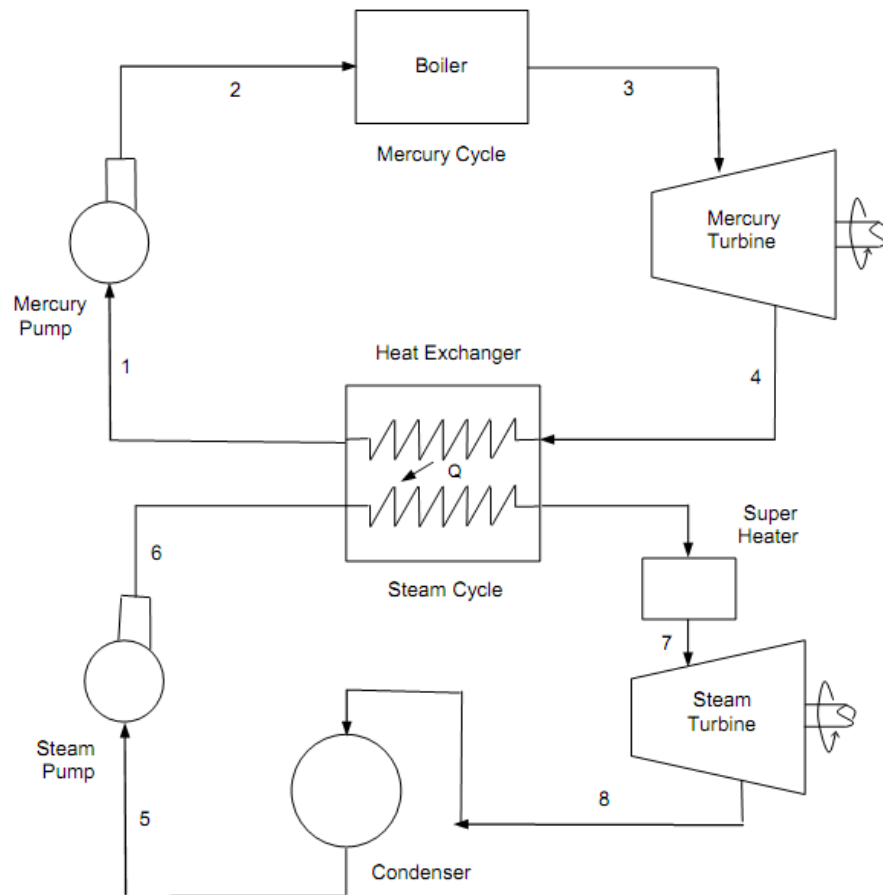 Boiler
2
3
Mercury Cycle
Mercury
Turbine
Mercury
Pump
Heat Exchanger
1
4
Q
Super
Heater
6
Steam Cycle
7
Steam
Turbine
Steam
Pump
8
5
Condenser